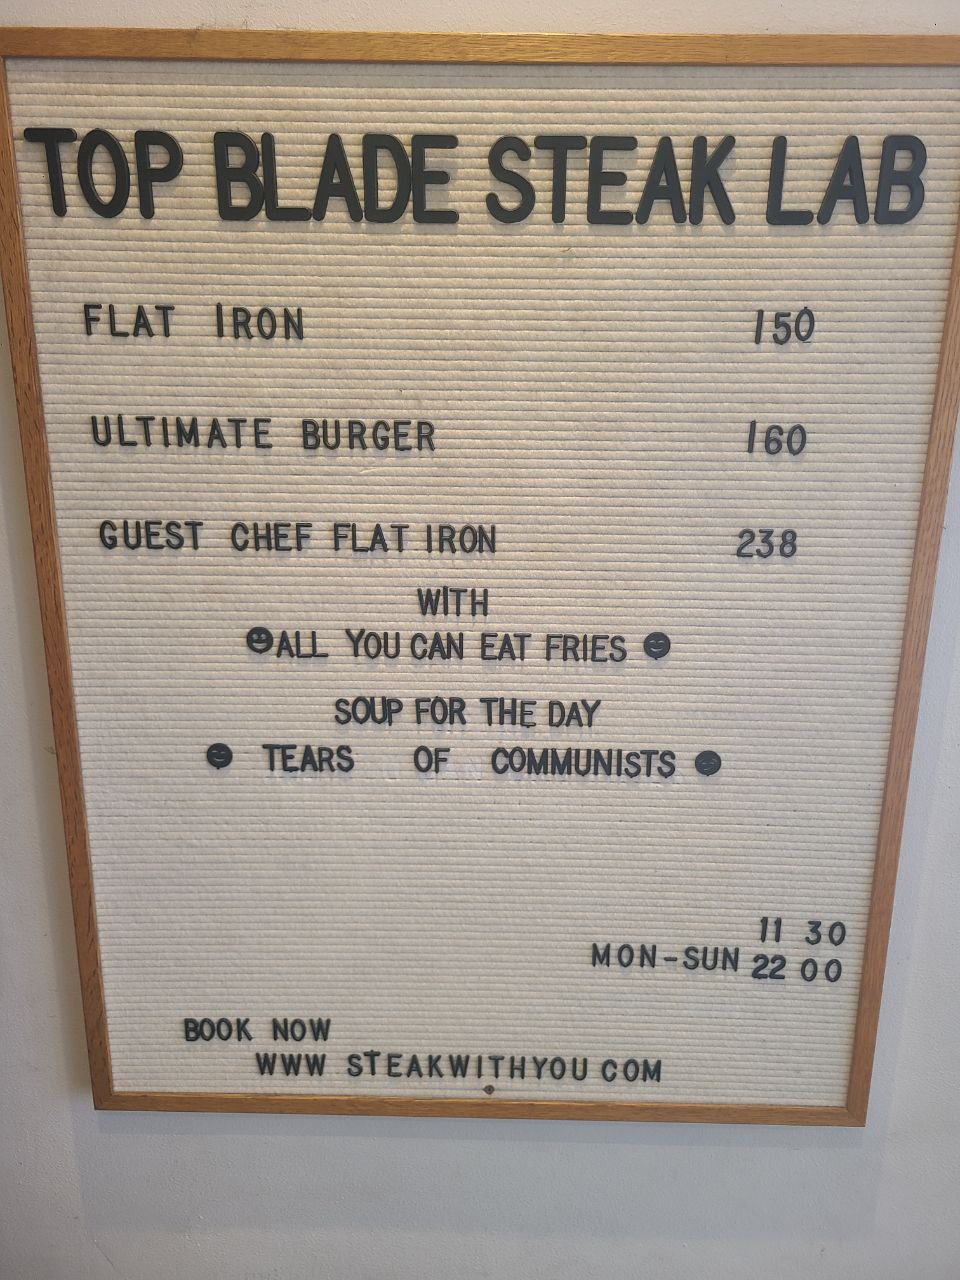 TOP BLADE STEAK LAB
FLAT IRON 150
ULTIMATE BURGER 160
GUEST CHEF FLAT IRON 238
WITH
ALL YOU CAN EAT FRIES
SOUP FOR THE DAY
TEARS OF COMMUNISTS
11 30
MON-SUN 22 00
BOOK NOW
WWW STEAKWITHYOU COM